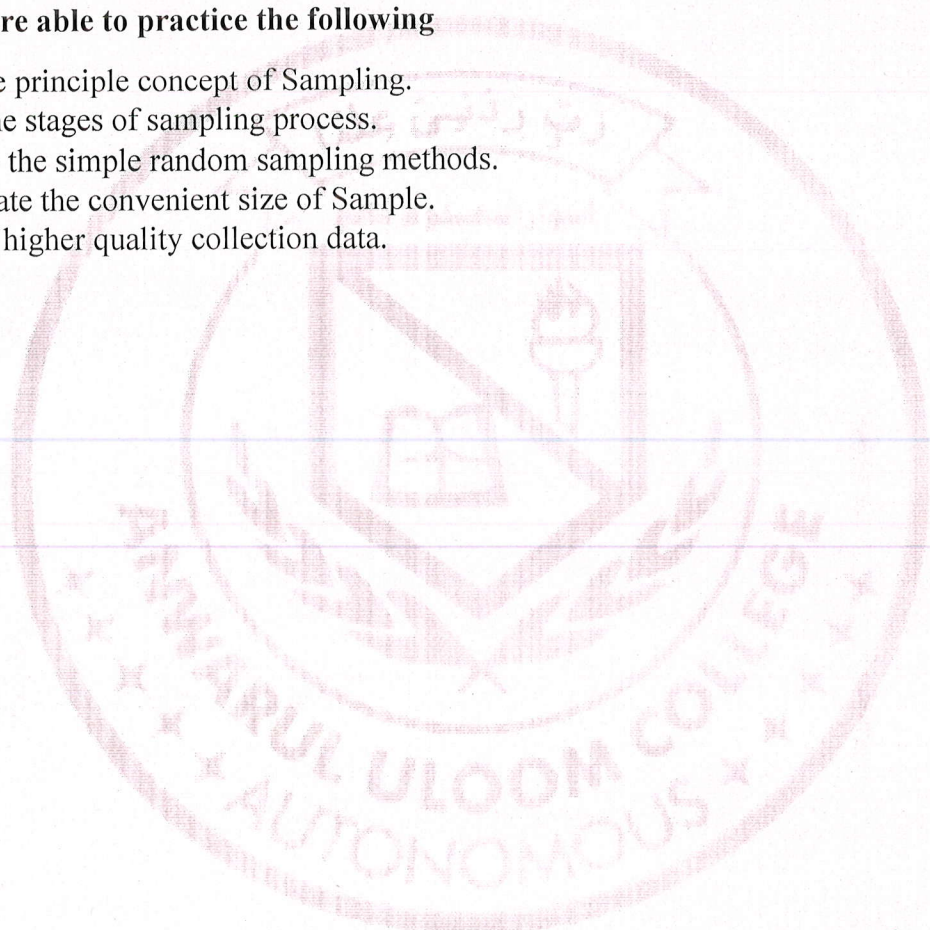 re able to practice the following
e principle concept of Sampling.
e stages of sampling process.
the simple random sampling methods.
ate the convenient size of Sample.
higher quality collection data.
ANWARUL ULOOM COLLEGE
AUTONOMOUS